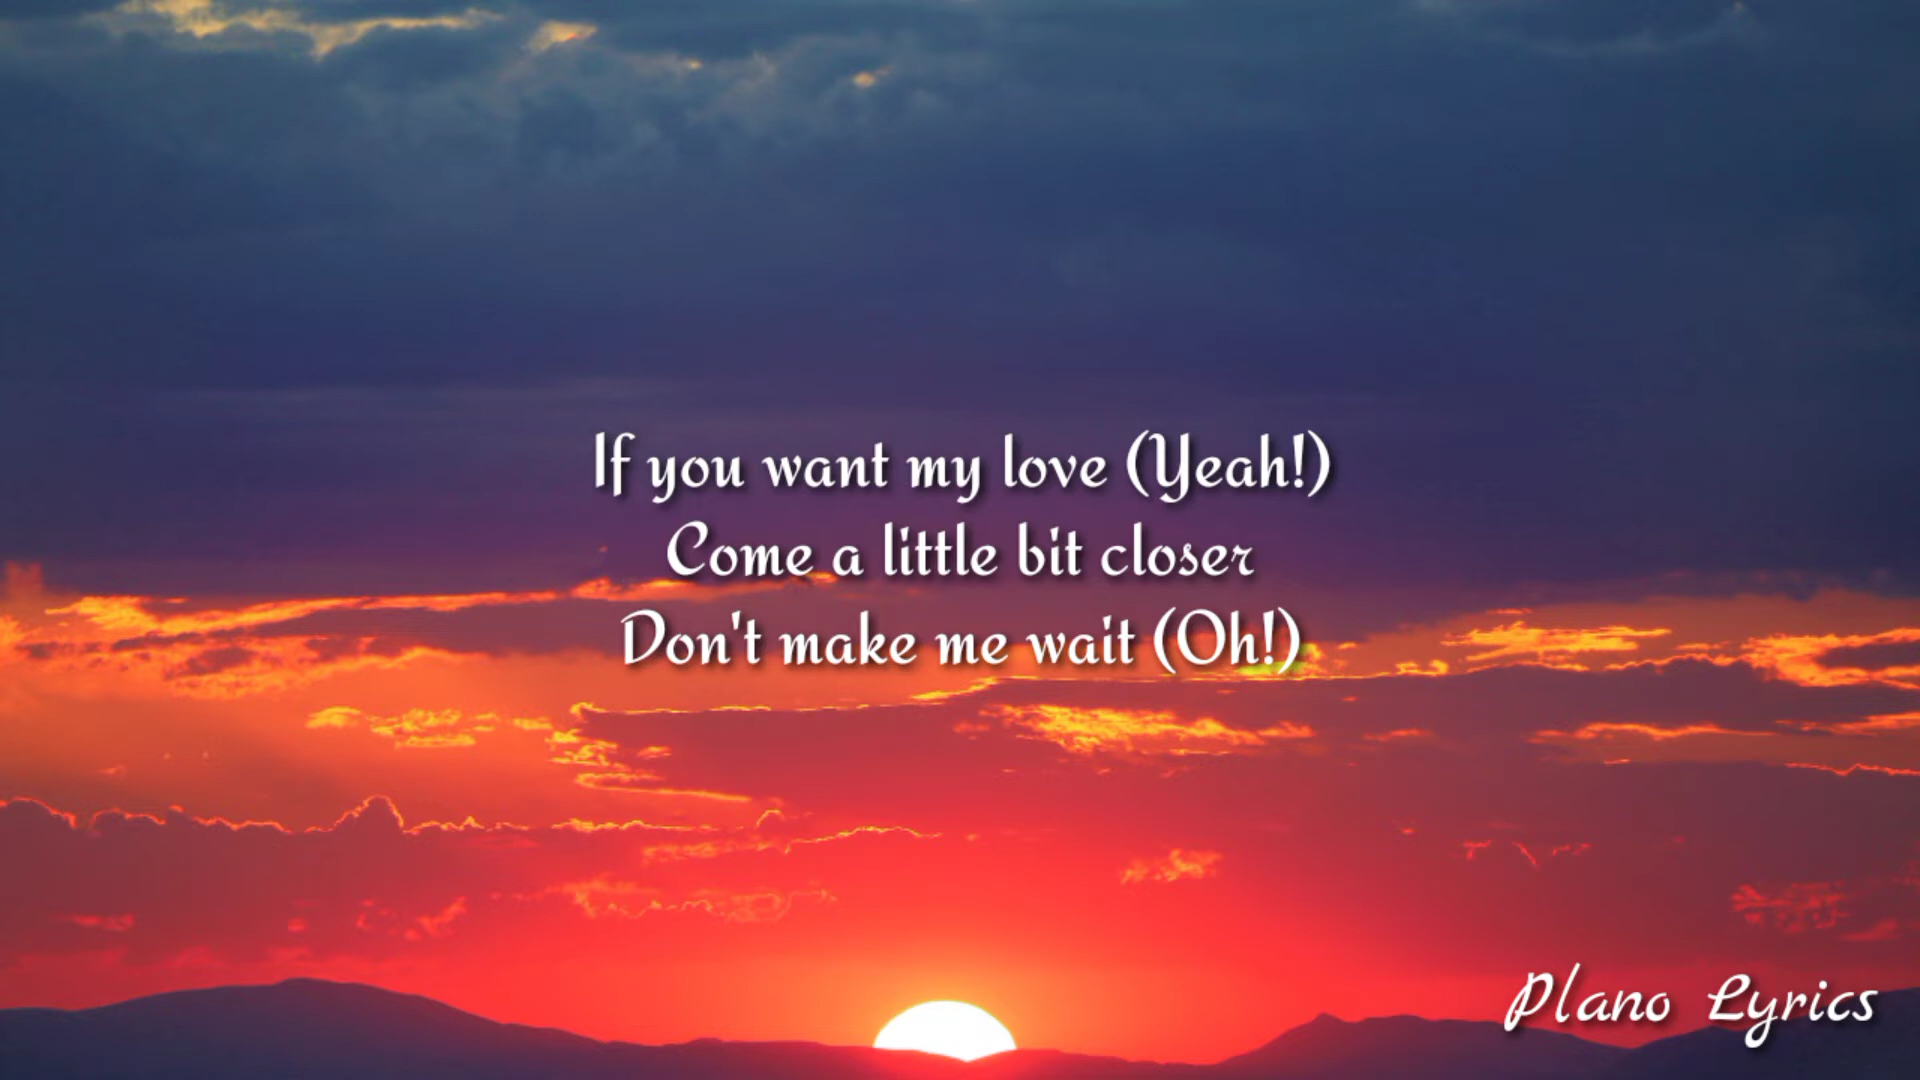 If you want my love (Yeah!)
Come a little bit closer
Don't make me wait (Oh!)
Plano Lyrics